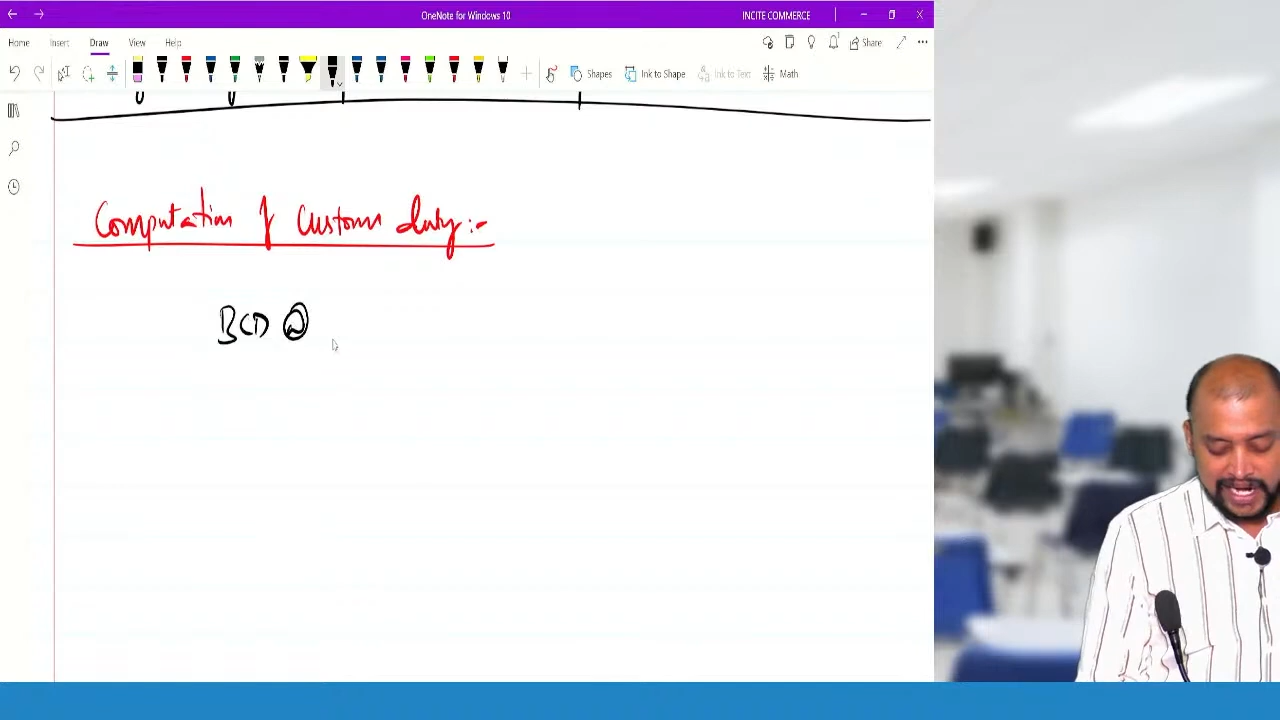 OneNote for Windows 10
INCITE COMMERCE
Home Insert Draw View Help
Share
Shapes
Ink to Shape
Ink to Text
Math
Computation of Custom duty:-
BCD @